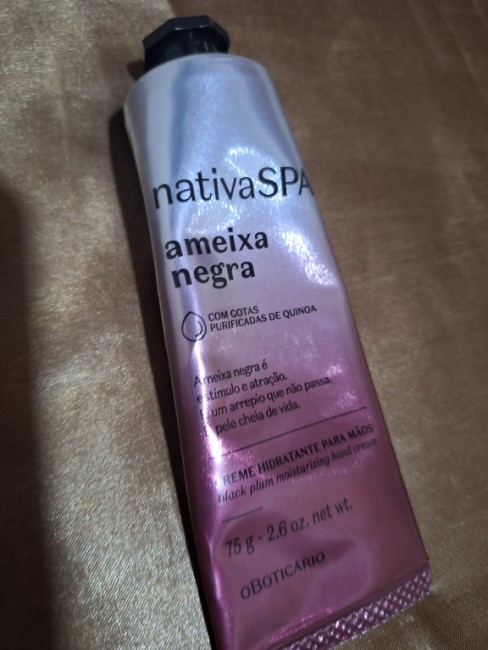 nativaSPA
ameixa
negra
COM GOTAS
PURIFICADAS DE QUINOA
Ameixa negra é
estímulo e atração.
É um arrepio que não passa.
pele cheia de vida.
CREME HIDRATANTE PARA MÃOS
black plum moisturizing hand cream
75 g - 2.6 oz. net wt.
oBOTICÁRIO